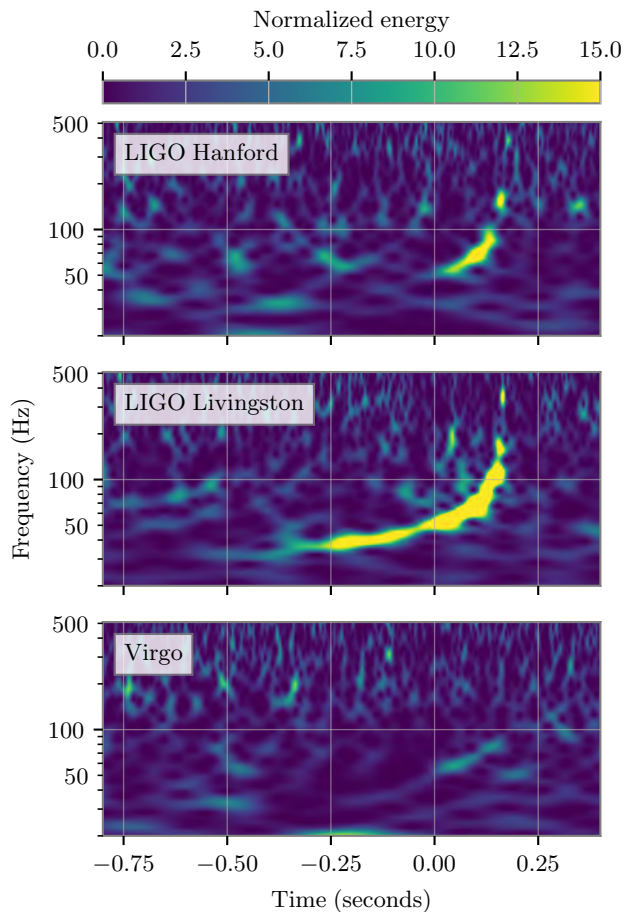 Normalized energy
0.0 2.5 5.0 7.5 10.0 12.5 15.0
500
LIGO Hanford
100
50
500
LIGO Livingston
100
50
Frequency (Hz)
500
Virgo
100
50
−0.75 −0.50 −0.25 0.00 0.25
Time (seconds)